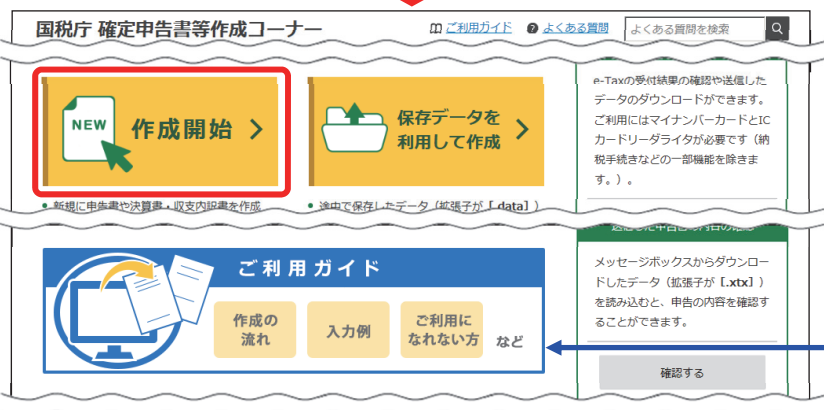 国税庁 確定申告書等作成コーナー
ご利用ガイド
? よくある質問
よくある質問を検索
NEW
作成開始 >
保存データを
利用して作成 >
● 新規に申告書や決算書・収支内訳書を作成
● 途中で保存したデータ(拡張子が[.data])
e-Taxの受付結果の確認や送信した
データのダウンロードができます。
ご利用にはマイナンバーカードとIC
カードリーダライタが必要です(納
税手続きなどの一部機能を除きま
す。)。
ご利用ガイド
作成の
流れ
入力例
ご利用に
なれない方
など
メッセージボックスからダウンロー
ドしたデータ(拡張子が[.xtx])
を読み込むと、申告の内容を確認す
ることができます。
確認する